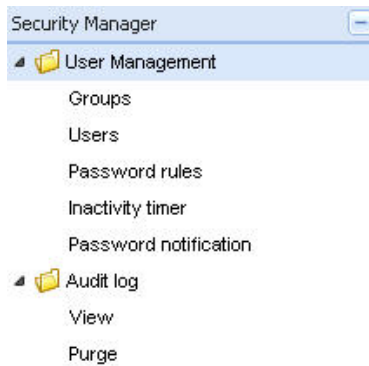 Security Manager
User Management
Groups
Users
Password rules
Inactivity timer
Password notification
Audit log
View
Purge